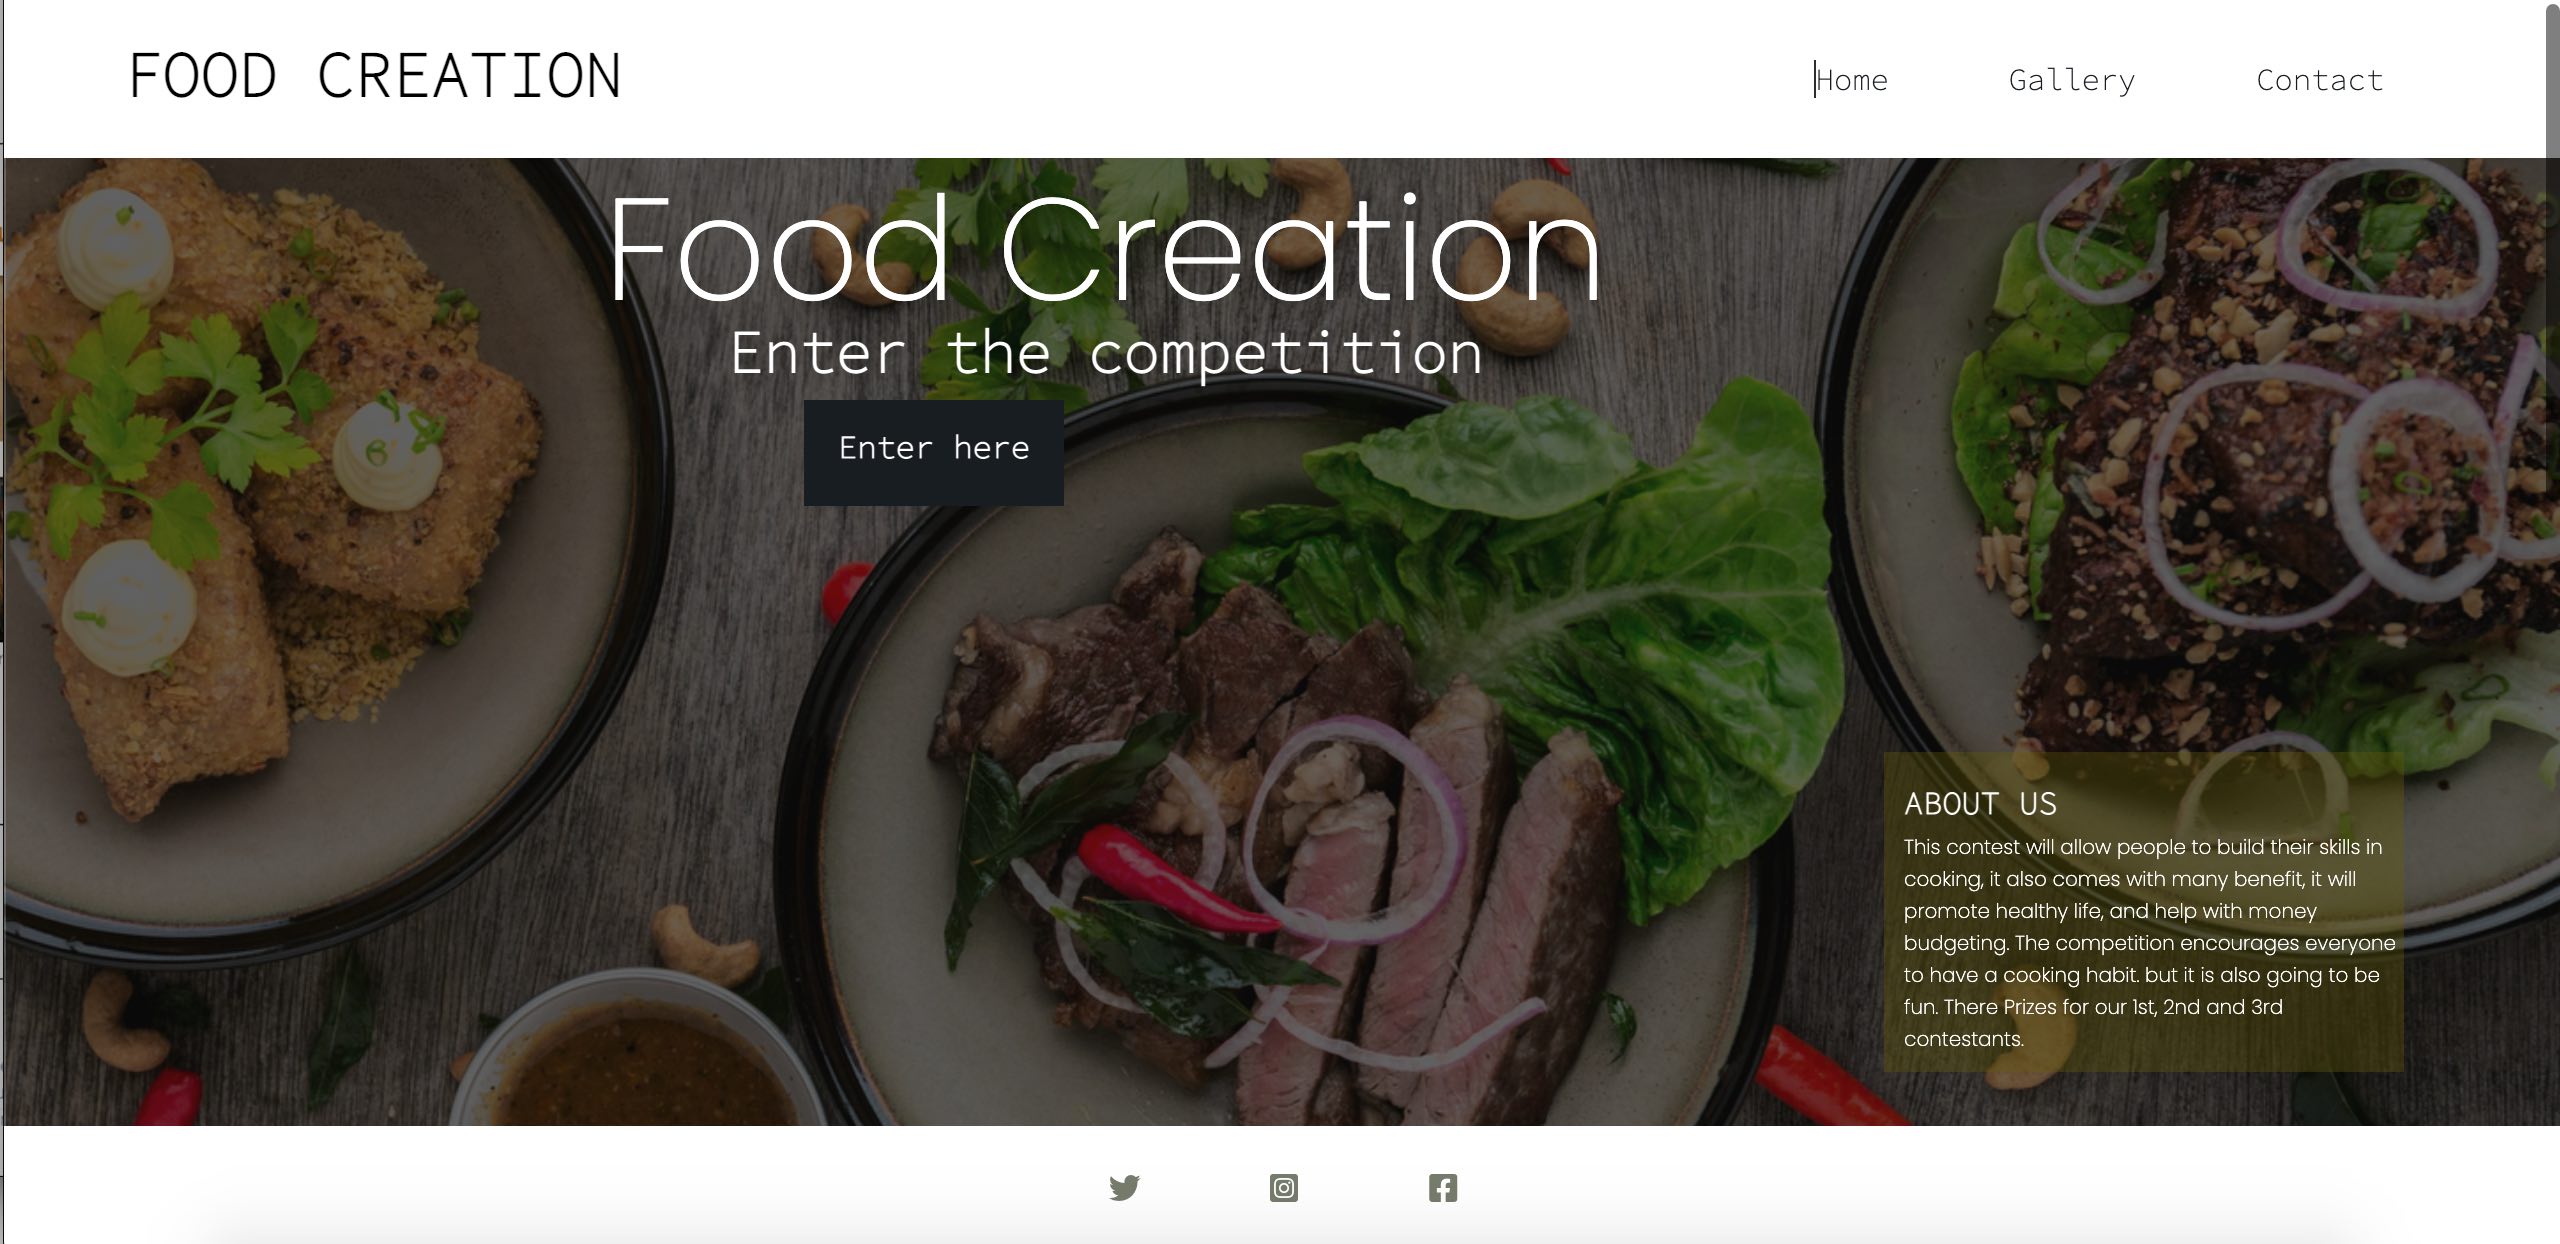 FOOD CREATION
Home Gallery Contact
Food Creation
Enter the competition
Enter here
ABOUT US
This contest will allow people to build their skills in
cooking, it also comes with many benefit, it will
promote healthy life, and help with money
budgeting. The competition encourages everyone
to have a cooking habit. but it is also going to be
fun. There Prizes for our 1st, 2nd and 3rd
contestants.